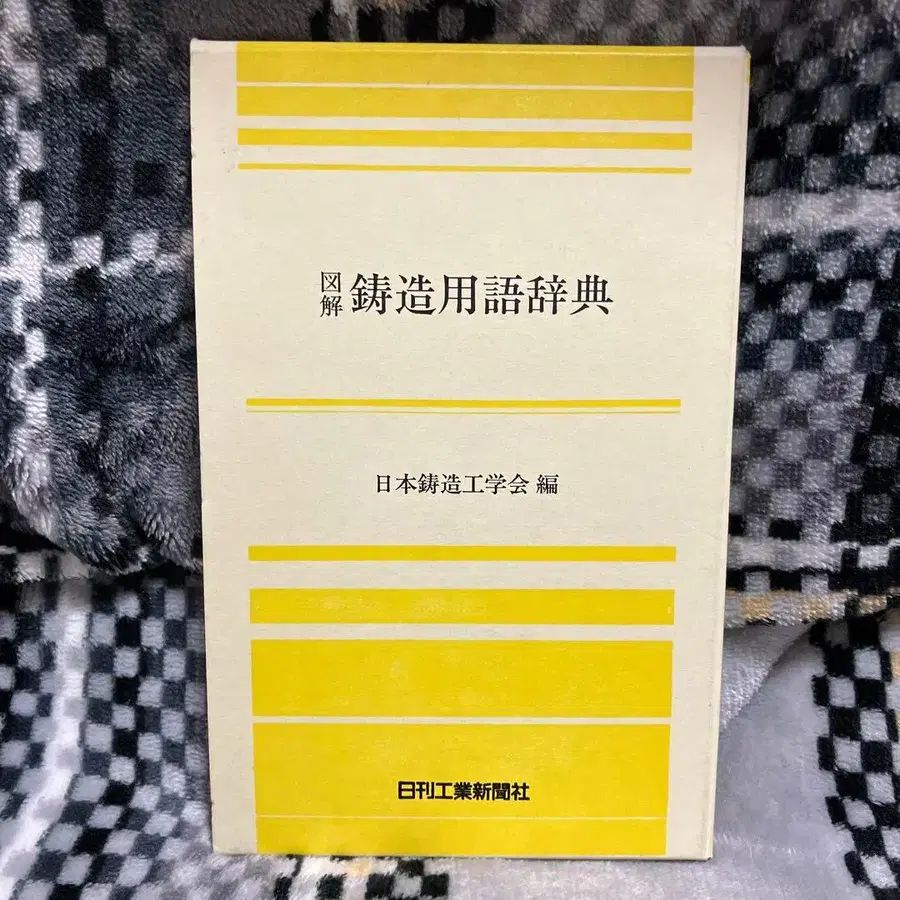 図解 鋳造用語辞典
日本鋳造工学会 編
日刊工業新聞社